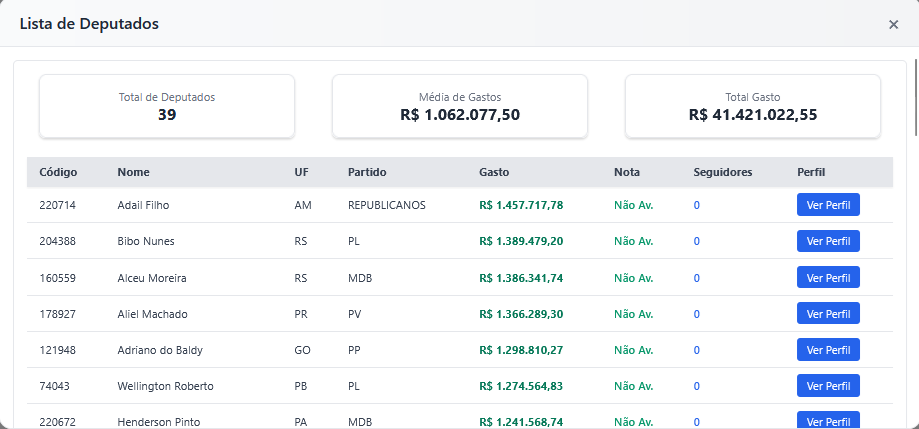 Lista de Deputados ×
Total de Deputados Média de Gastos Total Gasto
39 R$ 1.062.077,50 R$ 41.421.022,55
Código Nome UF Partido Gasto Nota Seguidores Perfil
220714 Adail Filho AM REPUBLICANOS R$ 1.457.717,78 Não Av. 0 Ver Perfil
204388 Bibo Nunes RS PL R$ 1.389.479,20 Não Av. 0 Ver Perfil
160559 Alceu Moreira RS MDB R$ 1.386.341,74 Não Av. 0 Ver Perfil
178927 Aliel Machado PR PV R$ 1.366.289,30 Não Av. 0 Ver Perfil
121948 Adriano do Baldy GO PP R$ 1.298.810,27 Não Av. 0 Ver Perfil
74043 Wellington Roberto PB PL R$ 1.274.564,83 Não Av. 0 Ver Perfil
220672 Henderson Pinto PA MDB R$ 1.241.568,74 Não Av. 0 Ver Perfil